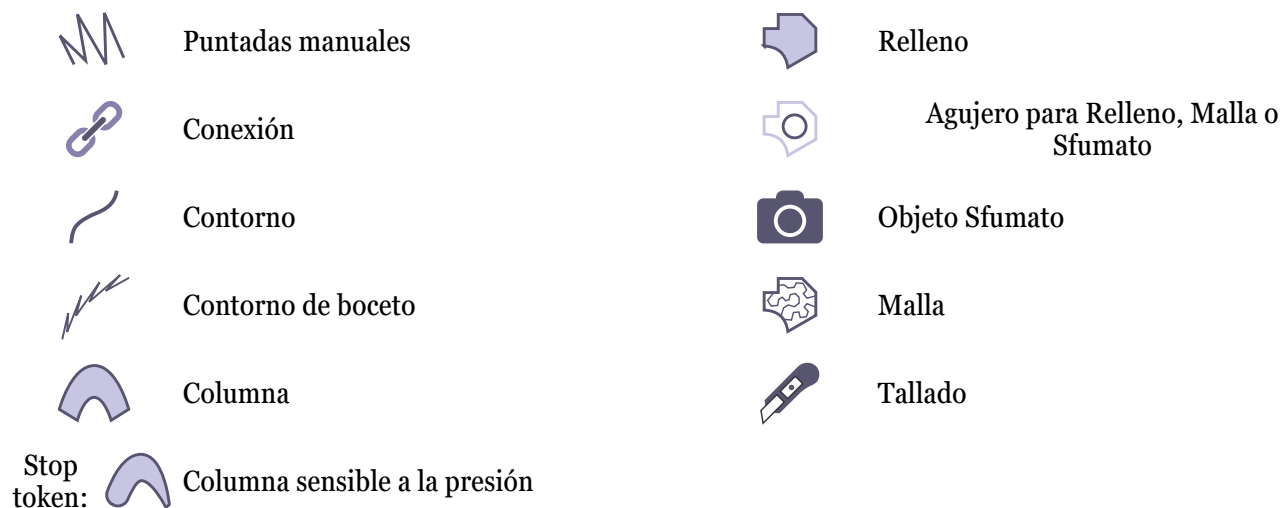 Puntadas manuales
Conexión
Contorno
Contorno de boceto
Columna
Stop
token:
Columna sensible a la presión
Relleno
Agujero para Relleno, Malla o
Sfumato
Objeto Sfumato
Malla
Tallado